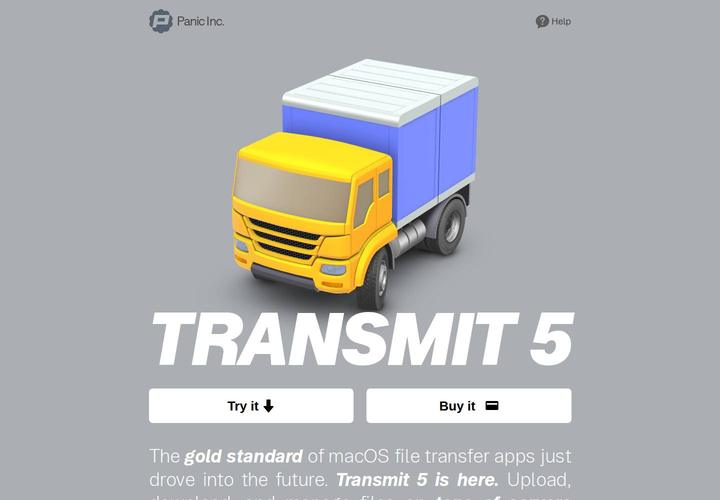 Panic Inc.
Help
TRANSMIT 5
Try it
Buy it
The gold standard of macOS file transfer apps just
drove into the future. Transmit 5 is here. Upload,